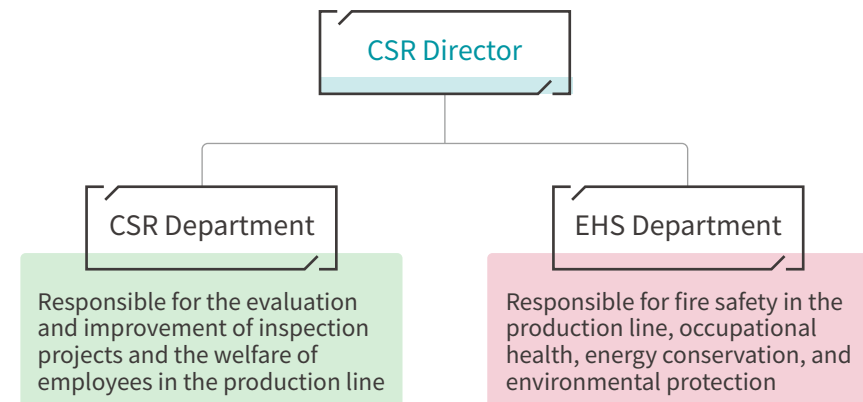 CSR Director
CSR Department
Responsible for the evaluation
and improvement of inspection
projects and the welfare of
employees in the production line
EHS Department
Responsible for fire safety in the
production line, occupational
health, energy conservation, and
environmental protection